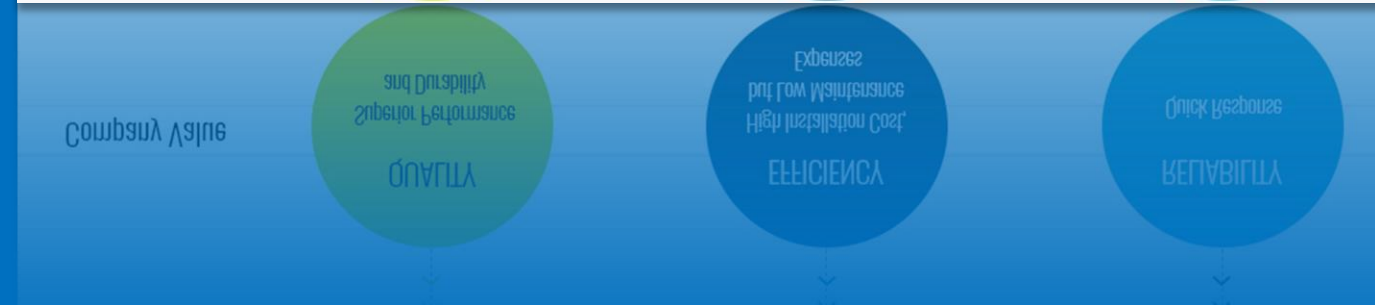 Company Value
QUALITY
Superior Performance
and Durability
EFFICIENCY
High Installation Cost,
but Low Maintenance
Expenses
RELIABILITY
Quick Response